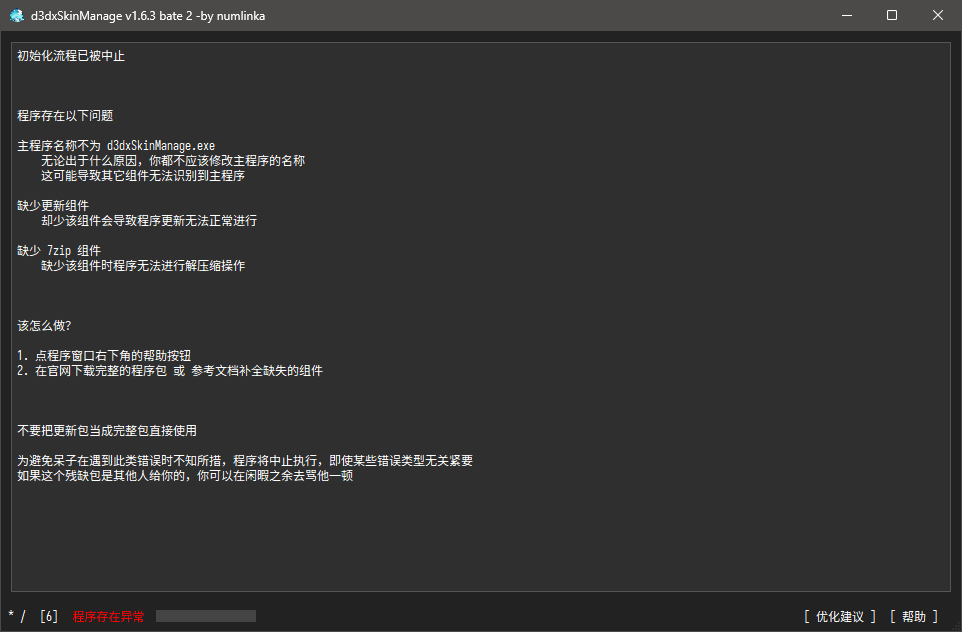 d3dxSkinManage v1.6.3 bate 2 -by numlinka
初始化流程已被中止
程序存在以下问题
主程序名称不为 d3dxSkinManage.exe
无论出于什么原因，你都不应该修改主程序的名称
这可能导致其它组件无法识别到主程序
缺少更新组件
却少该组件会导致程序更新无法正常进行
缺少 7zip 组件
缺少该组件时程序无法进行解压缩操作
该怎么做？
1. 点程序窗口右下角的帮助按钮
2. 在官网下载完整的程序包 或 参考文档补全缺失的组件
不要把更新包当成完整包直接使用
为避免呆子在遇到此类错误时不知所措，程序将中止执行，即使某些错误类型无关紧要
如果这个残缺包是其他人给你的，你可以在闲暇之余去骂他一顿
* / [6] 程序存在异常 [ 优化建议 ] [ 帮助 ]